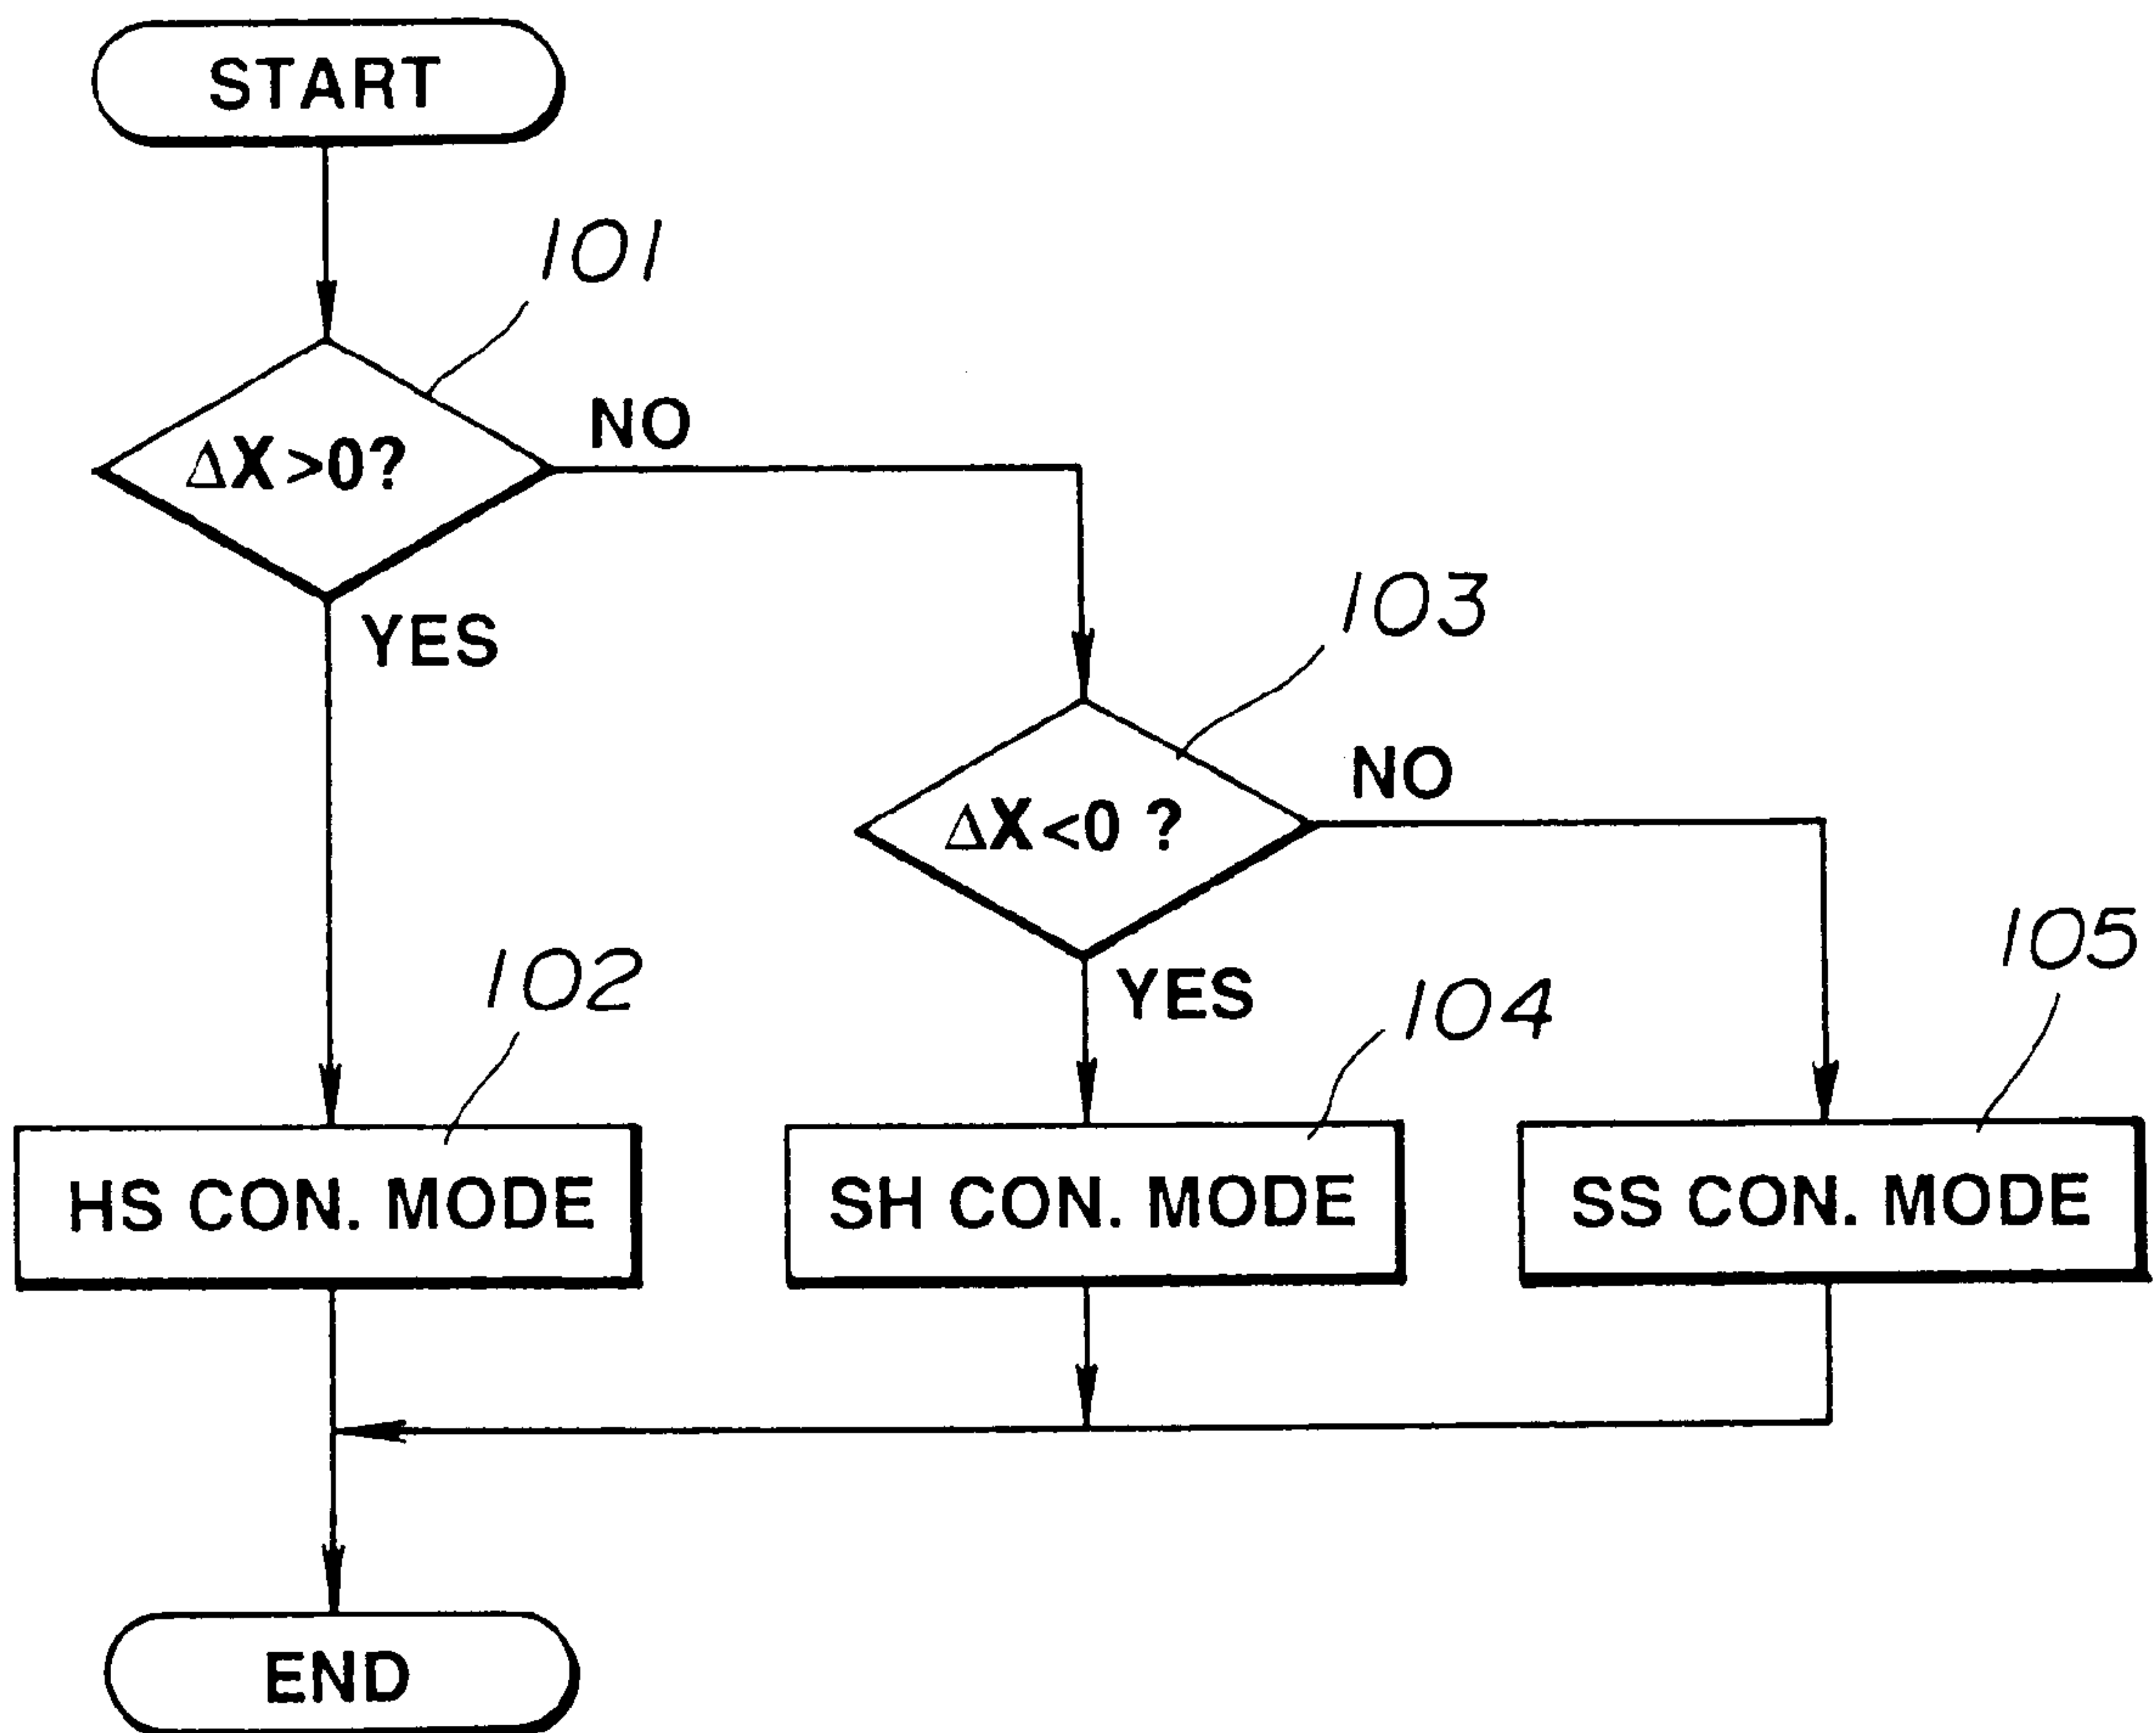 START
101
ΔX>0?
NO
YES
103
ΔX<0 ?
NO
YES
102
104
105
HS CON. MODE
SH CON. MODE
SS CON. MODE
END